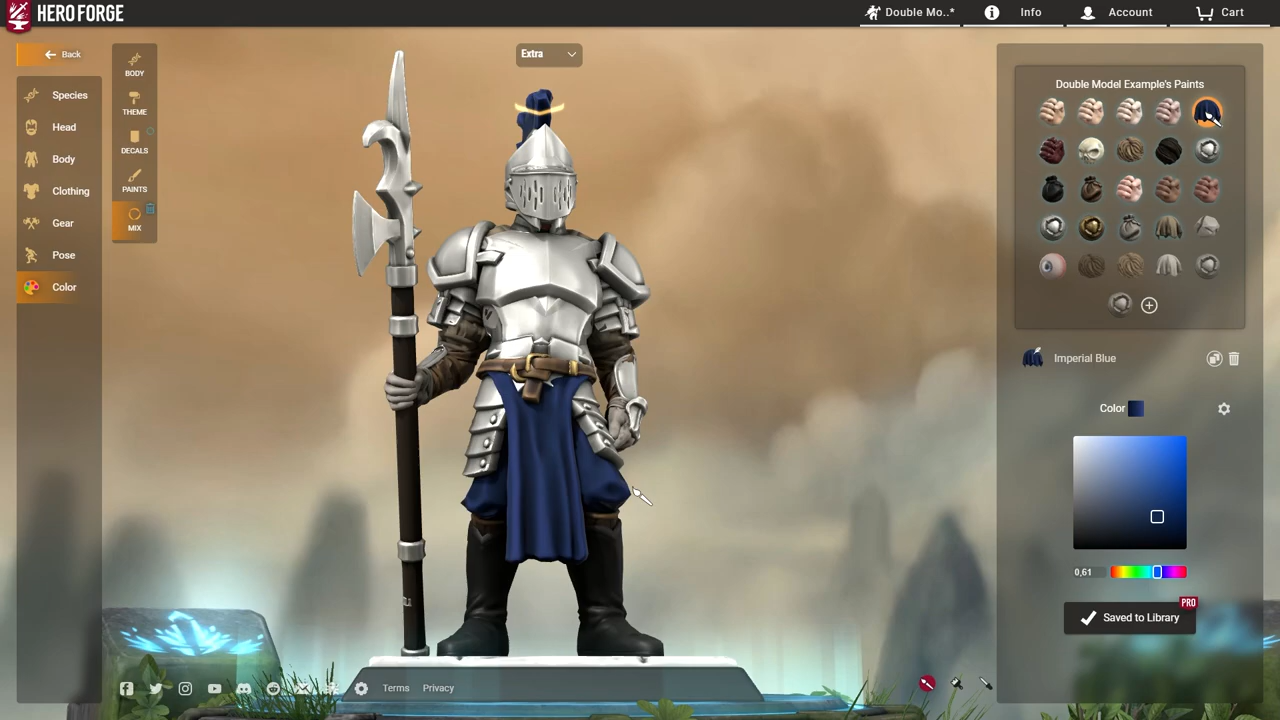 HERO FORGE
Double Mo..*
Info
Account
Cart
Back
Species
Head
Body
Clothing
Gear
Pose
Color
BODY
THEME
DECALS
PAINTS
MIX
Extra
Double Model Example's Paints
Imperial Blue
Color
0,61
PRO
Saved to Library
Terms
Privacy